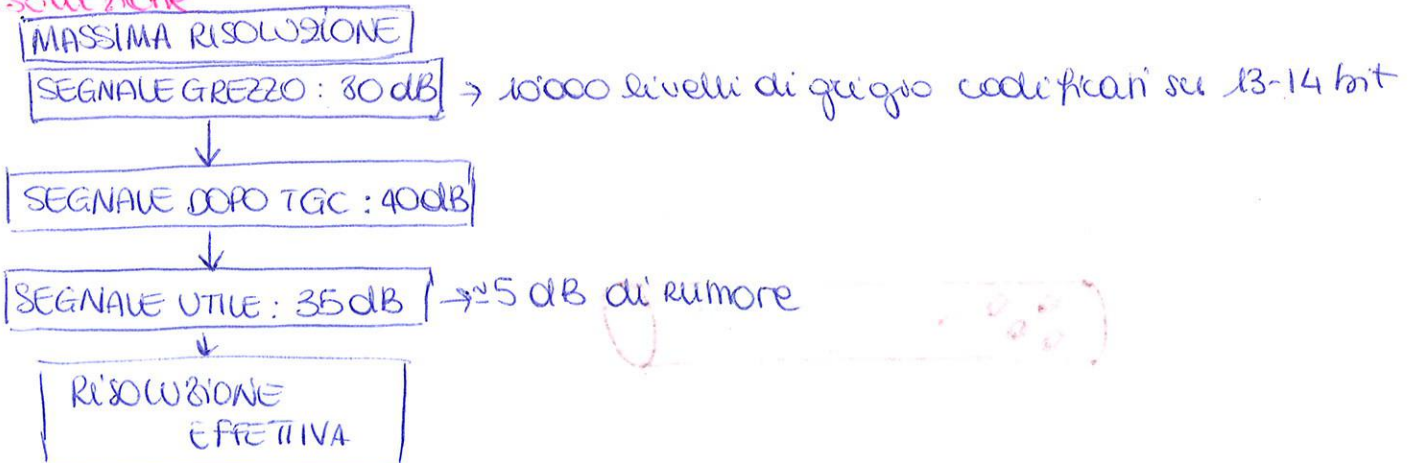 MASSIMA RISOLUZIONE
SEGNALE GREZZO: 80 dB → 10'000 livelli di grigio codificati su 13-14 bit
SEGNALE DOPO TGC: 40dB
SEGNALE UTILE: 35dB → ≃5 dB di rumore
RISOLUZIONE
EFFETTIVA